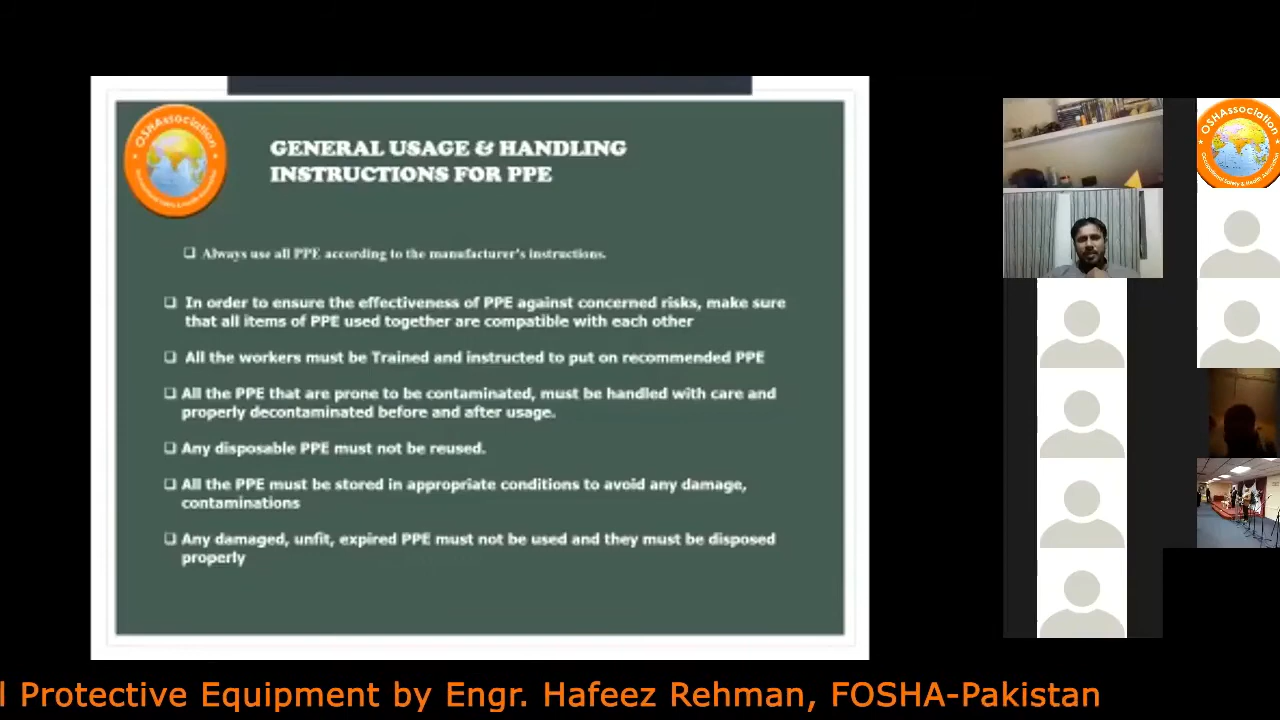 OSHAssociation
GENERAL USAGE & HANDLING
INSTRUCTIONS FOR PPE
❑ Always use all PPE according to the manufacturer's instructions.
❑ In order to ensure the effectiveness of PPE against concerned risks, make sure
that all items of PPE used together are compatible with each other
❑ All the workers must be Trained and instructed to put on recommended PPE
❑ All the PPE that are prone to be contaminated, must be handled with care and
properly decontaminated before and after usage.
❑ Any disposable PPE must not be reused.
❑ All the PPE must be stored in appropriate conditions to avoid any damage,
contaminations
❑ Any damaged, unfit, expired PPE must not be used and they must be disposed
properly
OSHAssociation
Occupational Safety & Health Association
l Protective Equipment by Engr. Hafeez Rehman, FOSHA-Pakistan